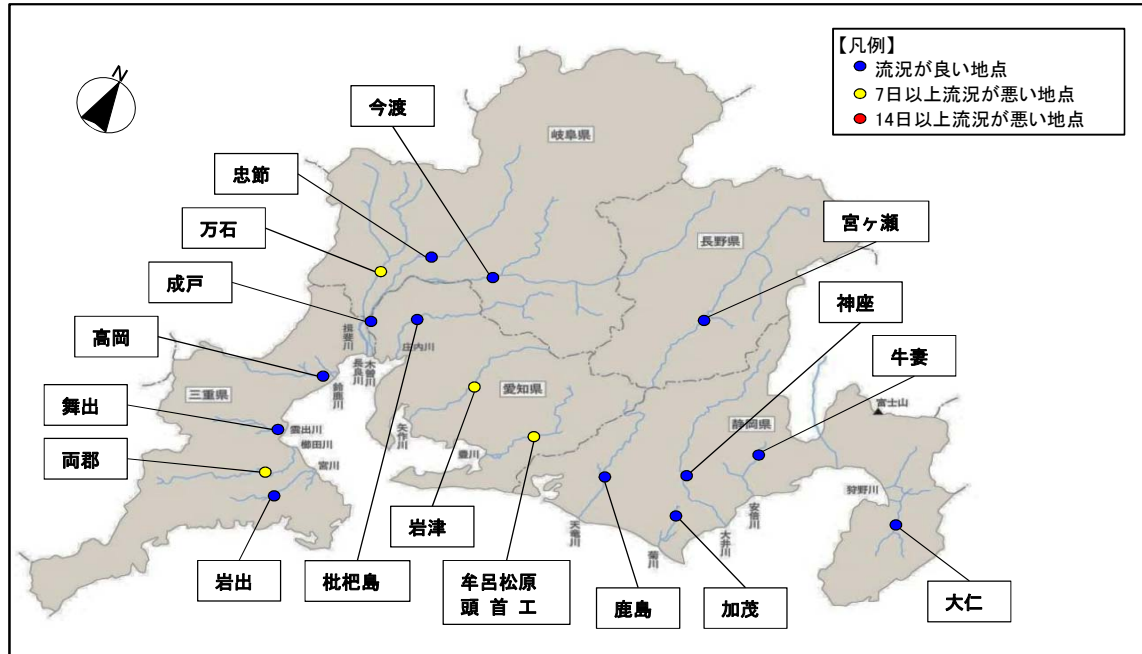 【凡例】
流況が良い地点
7日以上流況が悪い地点
14日以上流況が悪い地点
N
今渡
岐阜県
忠節
万石
宮ヶ瀬
長野県
成戸
神座
高岡
揖斐川
長良川
木曽川
庄内川
牛妻
三重県
鈴鹿川
愛知県
富士山
舞出
雲出川
静岡県
櫛田川
矢作川
豊川
両郡
宮川
狩野川
安倍川
大井川
天竜川
菊川
岩津
岩出
枇杷島
牟呂松原
頭首工
鹿島
加茂
大仁